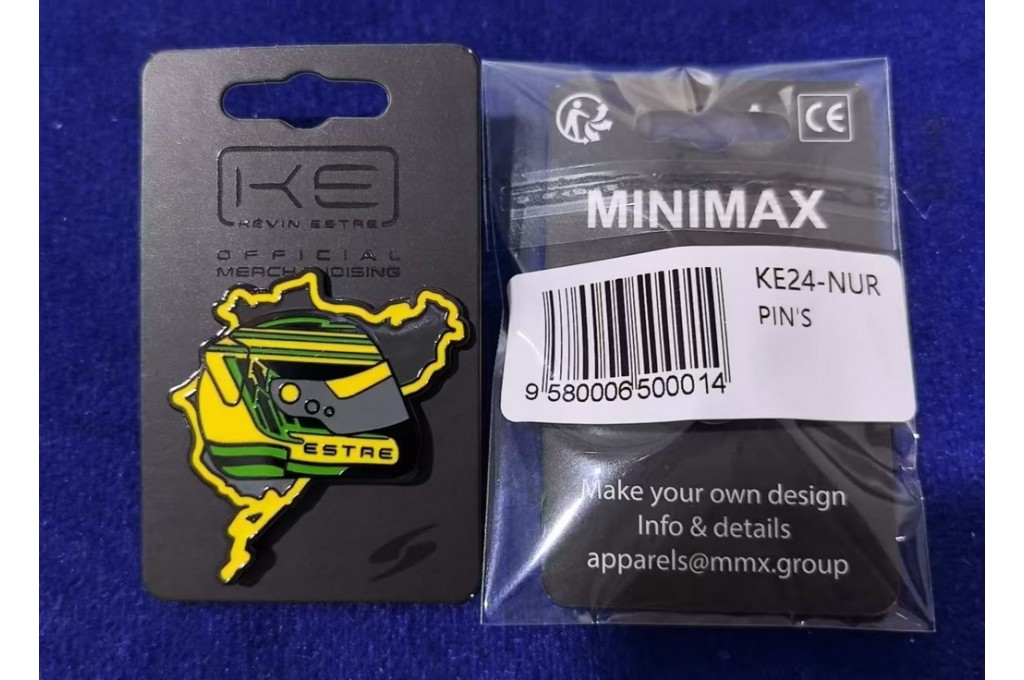 KE
KÉVIN ESTRE
OFFICIAL
MERCHANDISING
ESTRE
CE
MINIMAX
KE24-NUR
PIN'S
9 580006 500014
Make your own design
Info & details
apparels@mmx.group